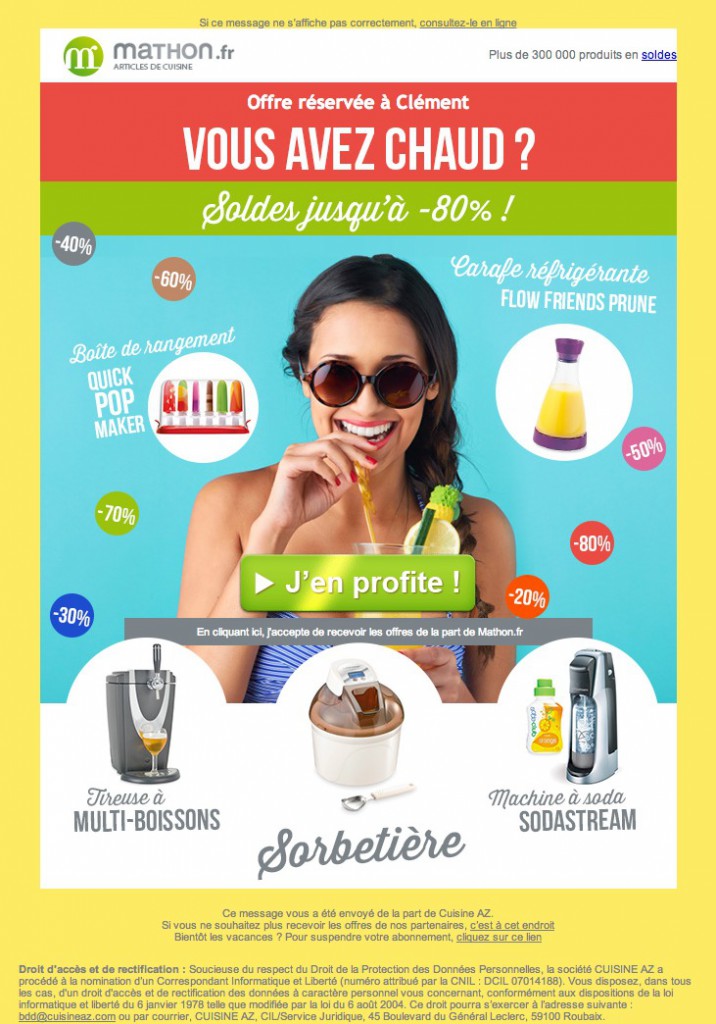 Si ce message ne s'affiche pas correctement, consultez-le en ligne
mathon.fr
ARTICLES DE CUISINE
Plus de 300 000 produits en soldes
Offre réservée à Clément
VOUS AVEZ CHAUD ?
Soldes jusqu'à -80% !
-40%
-60%
Carafe réfrigérante
FLOW FRIENDS PRUNE
Boîte de rangement
QUICK
POP
MAKER
-50%
-70%
-80%
J'en profite !
-20%
-30%
En cliquant ici, j'accepte de recevoir les offres de la part de Mathon.fr
Tireuse à
MULTI-BOISSONS
Sorbetière
Machine à soda
SODASTREAM
Ce message vous a été envoyé de la part de Cuisine AZ.
Si vous ne souhaitez plus recevoir les offres de nos partenaires, c'est à cet endroit
Bientôt les vacances ? Pour suspendre votre abonnement, cliquez sur ce lien
Droit d'accès et de rectification : Soucieuse du respect du Droit de la Protection des Données Personnelles, la société CUISINE AZ a
procédé à la nomination d'un Correspondant Informatique et Liberté (numéro attribué par la CNIL : DCIL 07014188). Vous disposez, dans tous
les cas, d'un droit d'accès et de rectification des données à caractère personnel vous concernant, conformément aux dispositions de la loi
informatique et liberté du 6 janvier 1978 telle que modifiée par la loi du 6 août 2004. Ce droit pourra s'exercer à l'adresse suivante :
bdd@cuisineaz.com ou par courrier, CUISINE AZ, CIL/Service Juridique, 45 Boulevard du Général Leclerc, 59100 Roubaix.